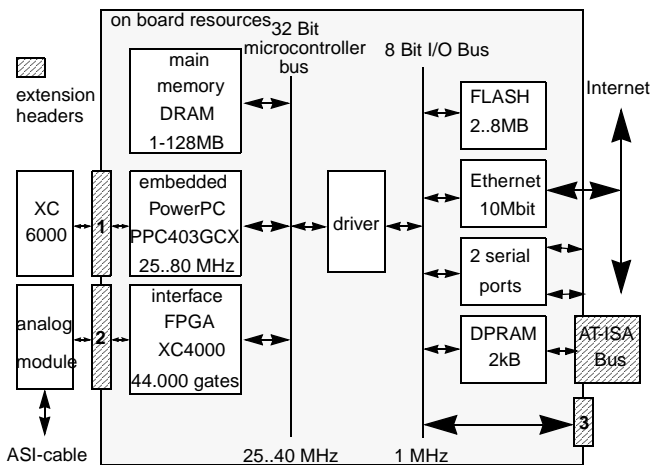 on board resources
32 Bit
microcontroller
bus
8 Bit I/O Bus
extension
headers
main
memory
DRAM
1-128MB
FLASH
2..8MB
Internet
XC
6000
1
embedded
PowerPC
PPC403GCX
25..80 MHz
driver
Ethernet
10Mbit
2 serial
ports
analog
module
2
interface
FPGA
XC4000
44.000 gates
DPRAM
2kB
AT-ISA
Bus
3
ASI-cable
25..40 MHz
1 MHz